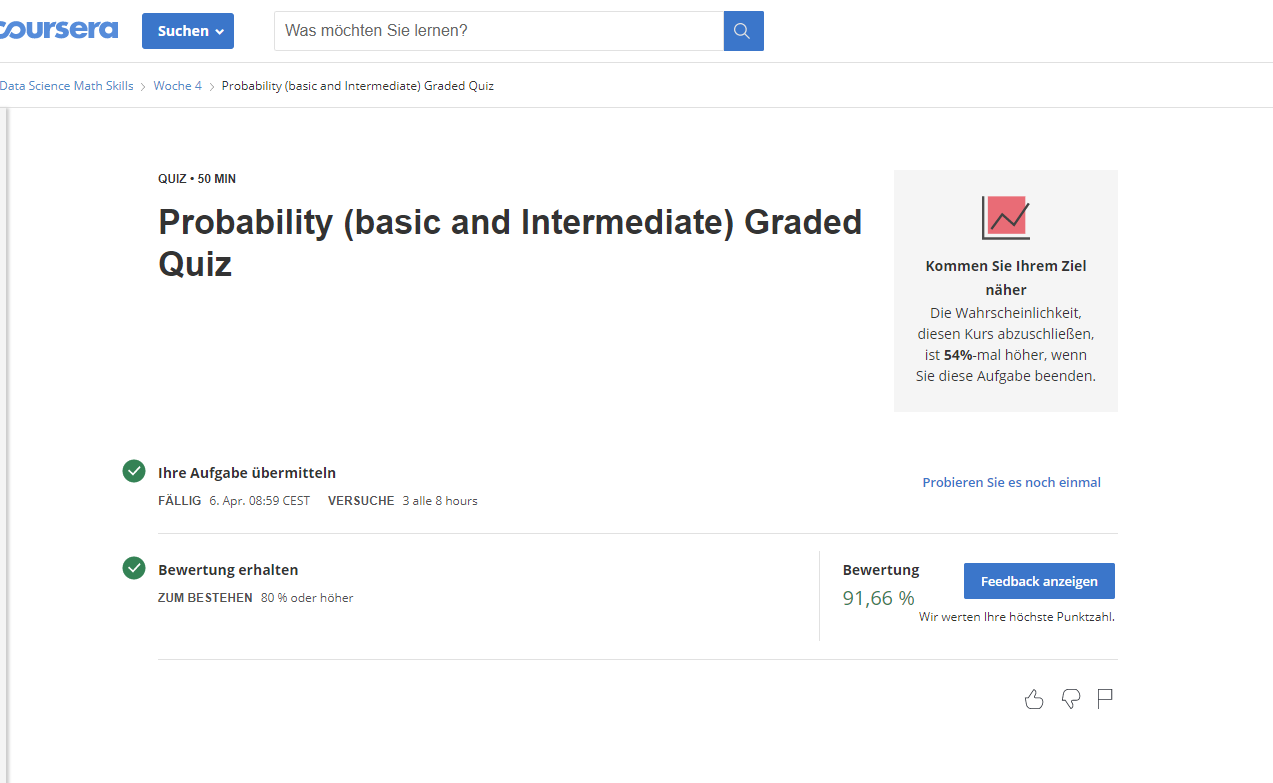 coursera
Suchen
Was möchten Sie lernen?
Data Science Math Skills > Woche 4 > Probability (basic and Intermediate) Graded Quiz
QUIZ • 50 MIN
Probability (basic and Intermediate) Graded
Quiz
Kommen Sie Ihrem Ziel
näher
Die Wahrscheinlichkeit,
diesen Kurs abzuschließen,
ist 54%-mal höher, wenn
Sie diese Aufgabe beenden.
Ihre Aufgabe übermitteln
FÄLLIG 6. Apr. 08:59 CEST VERSUCHE 3 alle 8 hours
Probieren Sie es noch einmal
Bewertung erhalten
ZUM BESTEHEN 80 % oder höher
Bewertung
91,66 %
Feedback anzeigen
Wir werten Ihre höchste Punktzahl.